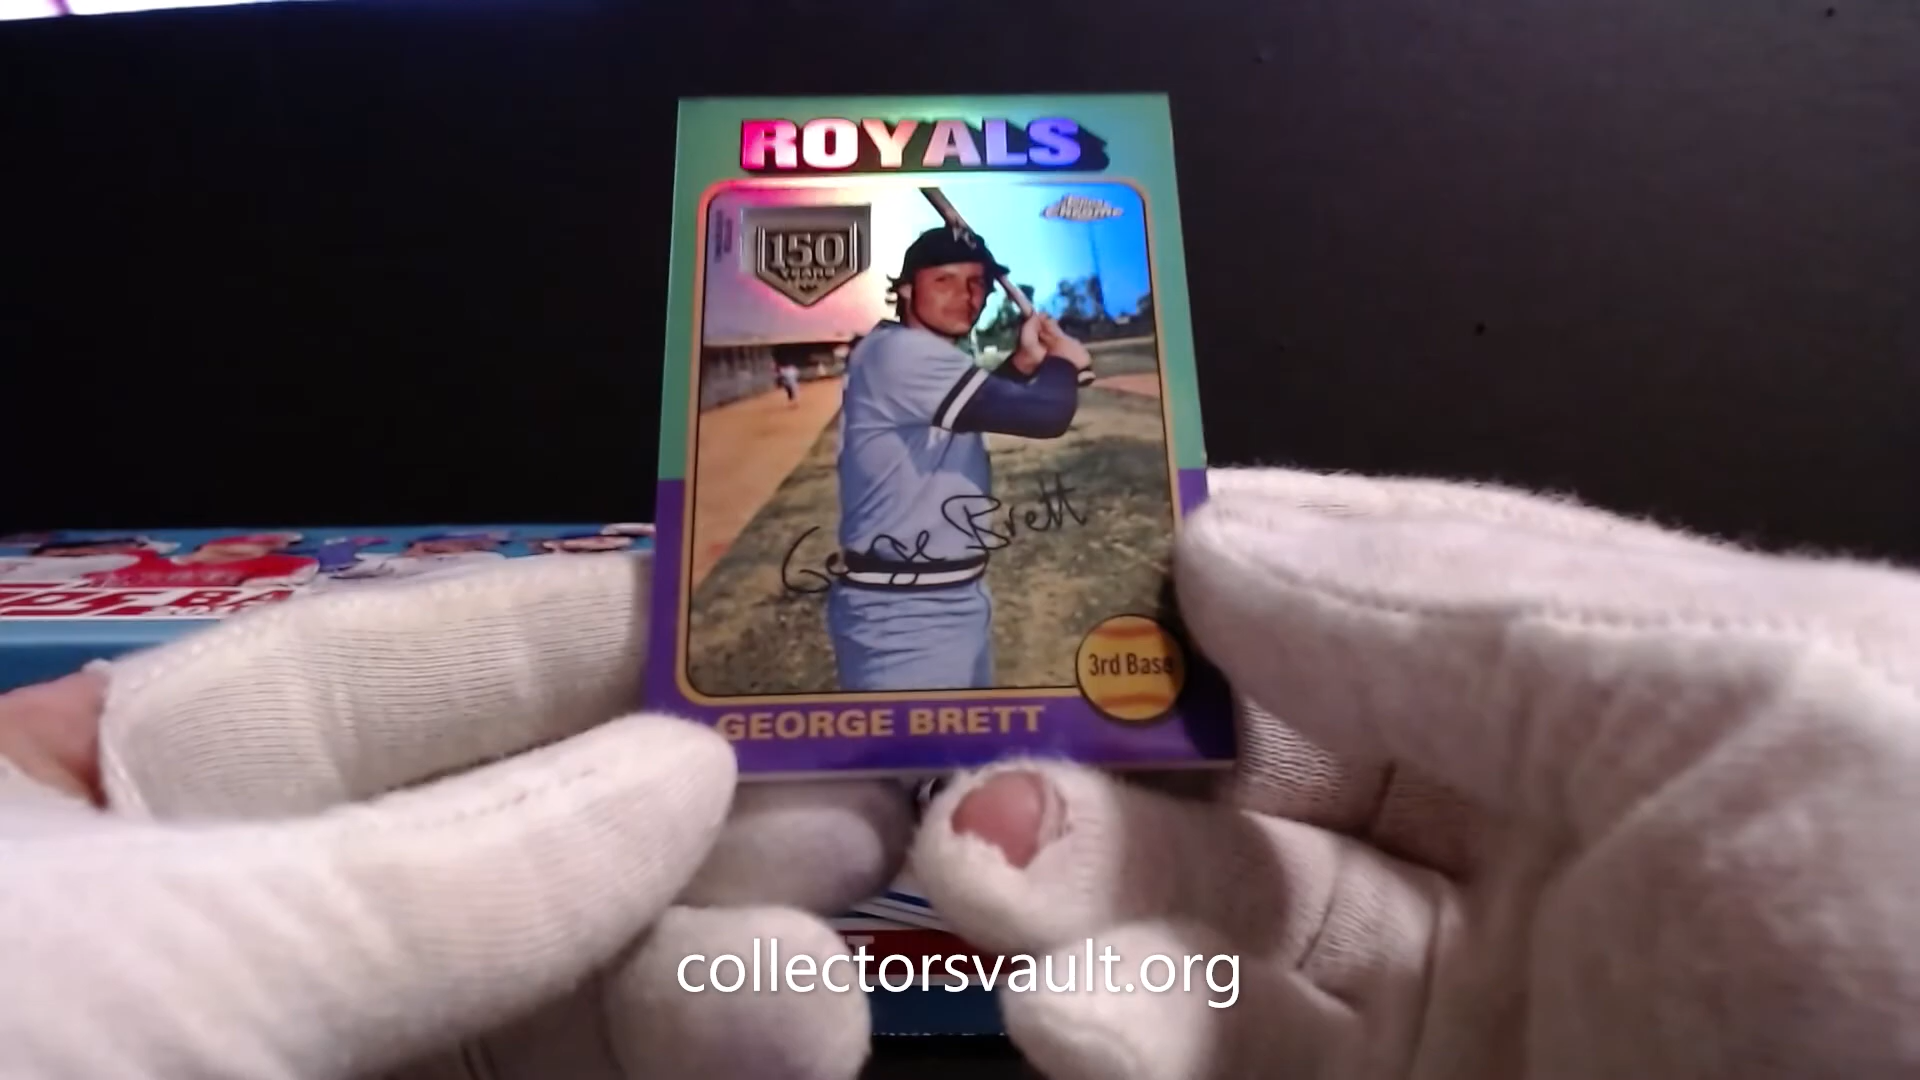 ROYALS
150
YEARS
Topps
Chrome
George Brett
3rd Base
GEORGE BRETT
collectorsvault.org